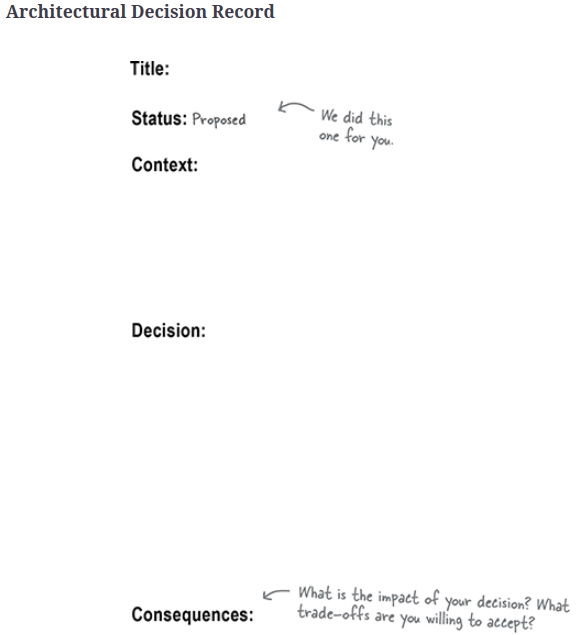 Architectural Decision Record
Title:
Status: Proposed
We did this
one for you.
Context:
Decision:
What is the impact of your decision? What
trade-offs are you willing to accept?
Consequences: